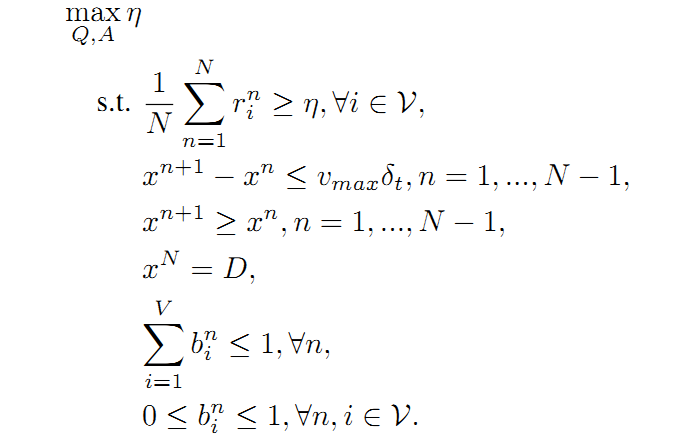 max η
Q,A
s.t. 1/N ∑_{n=1}^{N} r_i^n ≥ η, ∀i ∈ 𝒱,
x^{n+1} − x^n ≤ v_{max}δ_t, n = 1, ..., N − 1,
x^{n+1} ≥ x^n, n = 1, ..., N − 1,
x^N = D,
∑_{i=1}^{V} b_i^n ≤ 1, ∀n,
0 ≤ b_i^n ≤ 1, ∀n, i ∈ 𝒱.